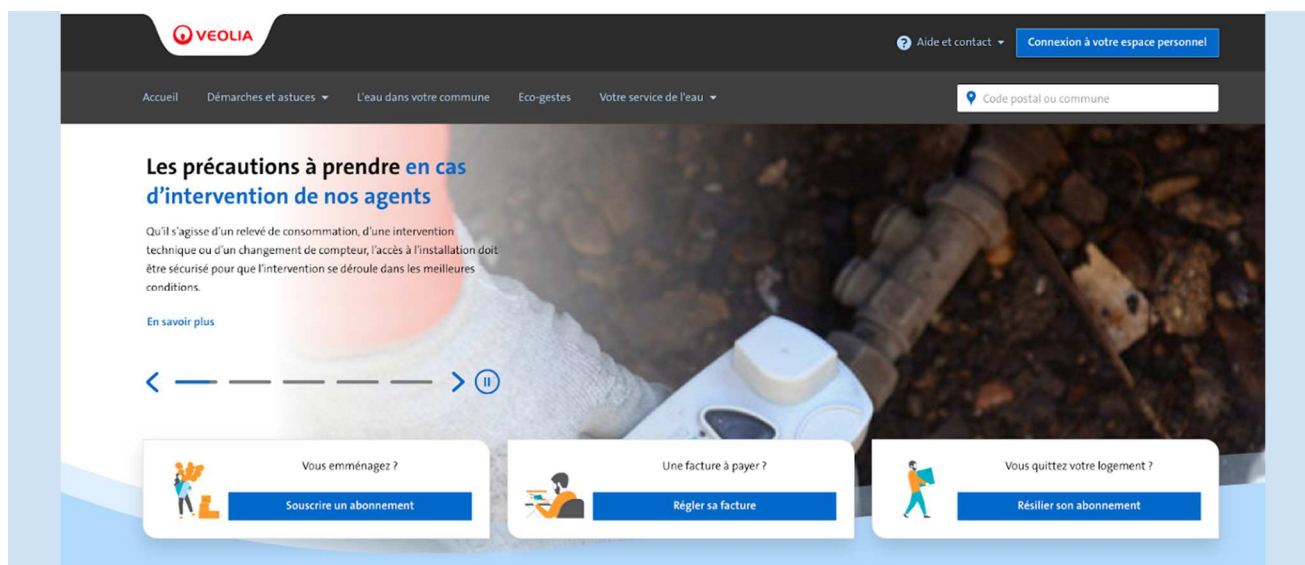 VEOLIA
? Aide et contact
Connexion à votre espace personnel
Accueil
Démarches et astuces
L'eau dans votre commune
Eco-gestes
Votre service de l'eau
Code postal ou commune
Les précautions à prendre en cas
d'intervention de nos agents
Qu'il s'agisse d'un relevé de consommation, d'une intervention
technique ou d'un changement de compteur, l'accès à l'installation doit
être sécurisé pour que l'intervention se déroule dans les meilleures
conditions.
En savoir plus
Vous emménagez ?
Souscrire un abonnement
Une facture à payer ?
Régler sa facture
Vous quittez votre logement ?
Résilier son abonnement